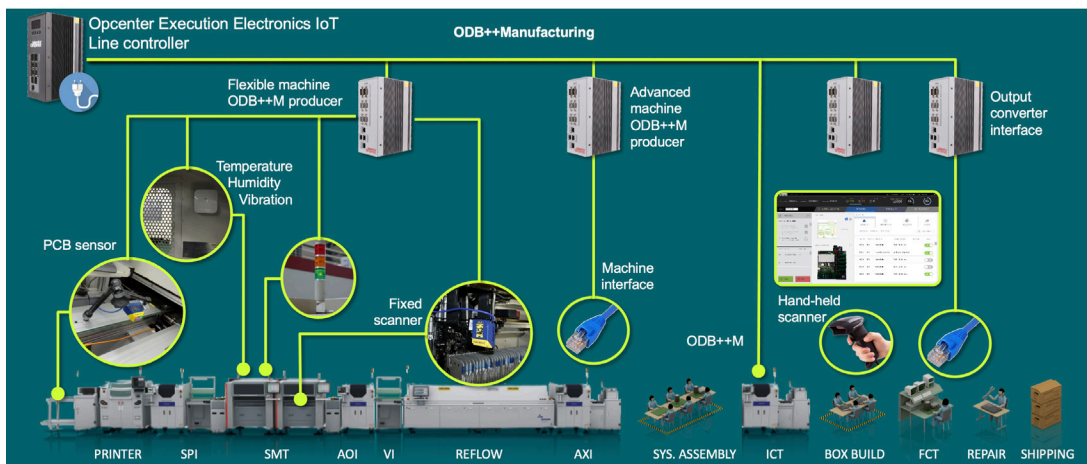 Opcenter Execution Electronics IoT
Line controller
ODB++Manufacturing
Flexible machine
ODB++M producer
Advanced
machine
ODB++M
producer
Output
converter
interface
Temperature
Humidity
Vibration
PCB sensor
Fixed
scanner
Machine
interface
Hand-held
scanner
ODB++M
PRINTER
SPI
SMT
AOI
VI
REFLOW
AXI
SYS. ASSEMBLY
ICT
BOX BUILD
FCT
REPAIR
SHIPPING